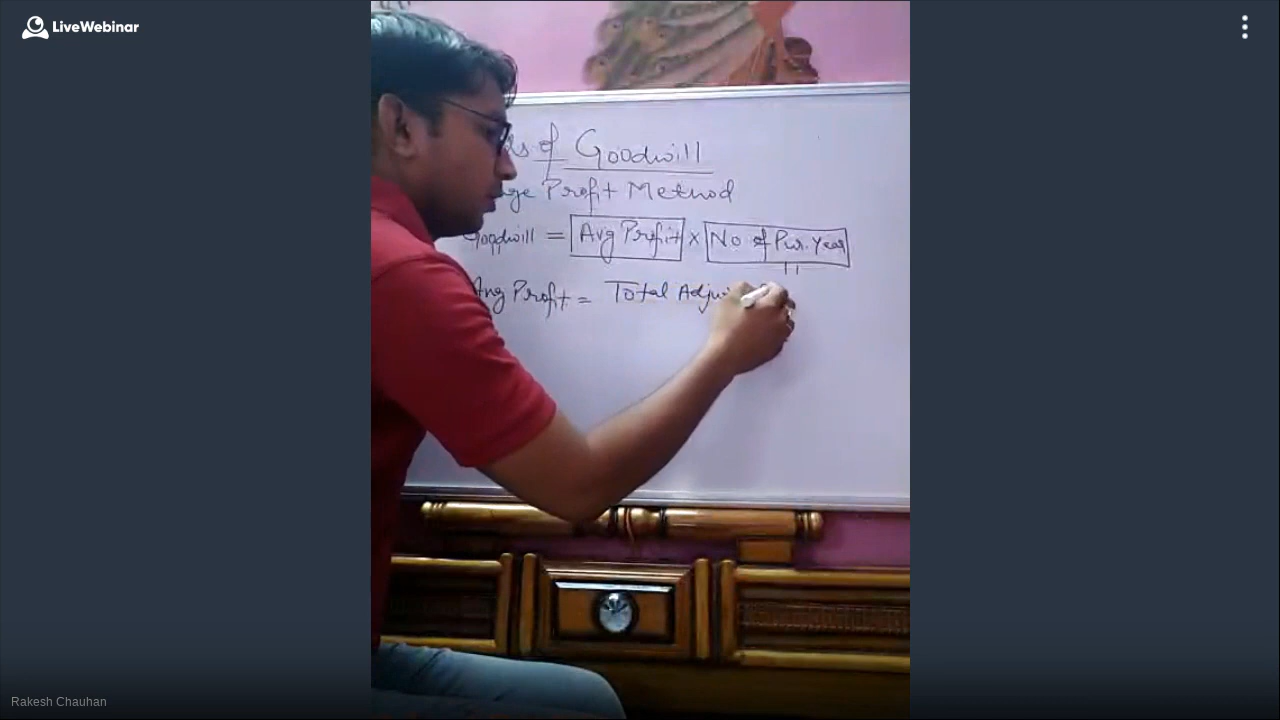 LiveWebinar
of Goodwill
Profit Method
Goodwill = Avg Profit × No of Pur. Year
Avg Profit = Total
Rakesh Chauhan